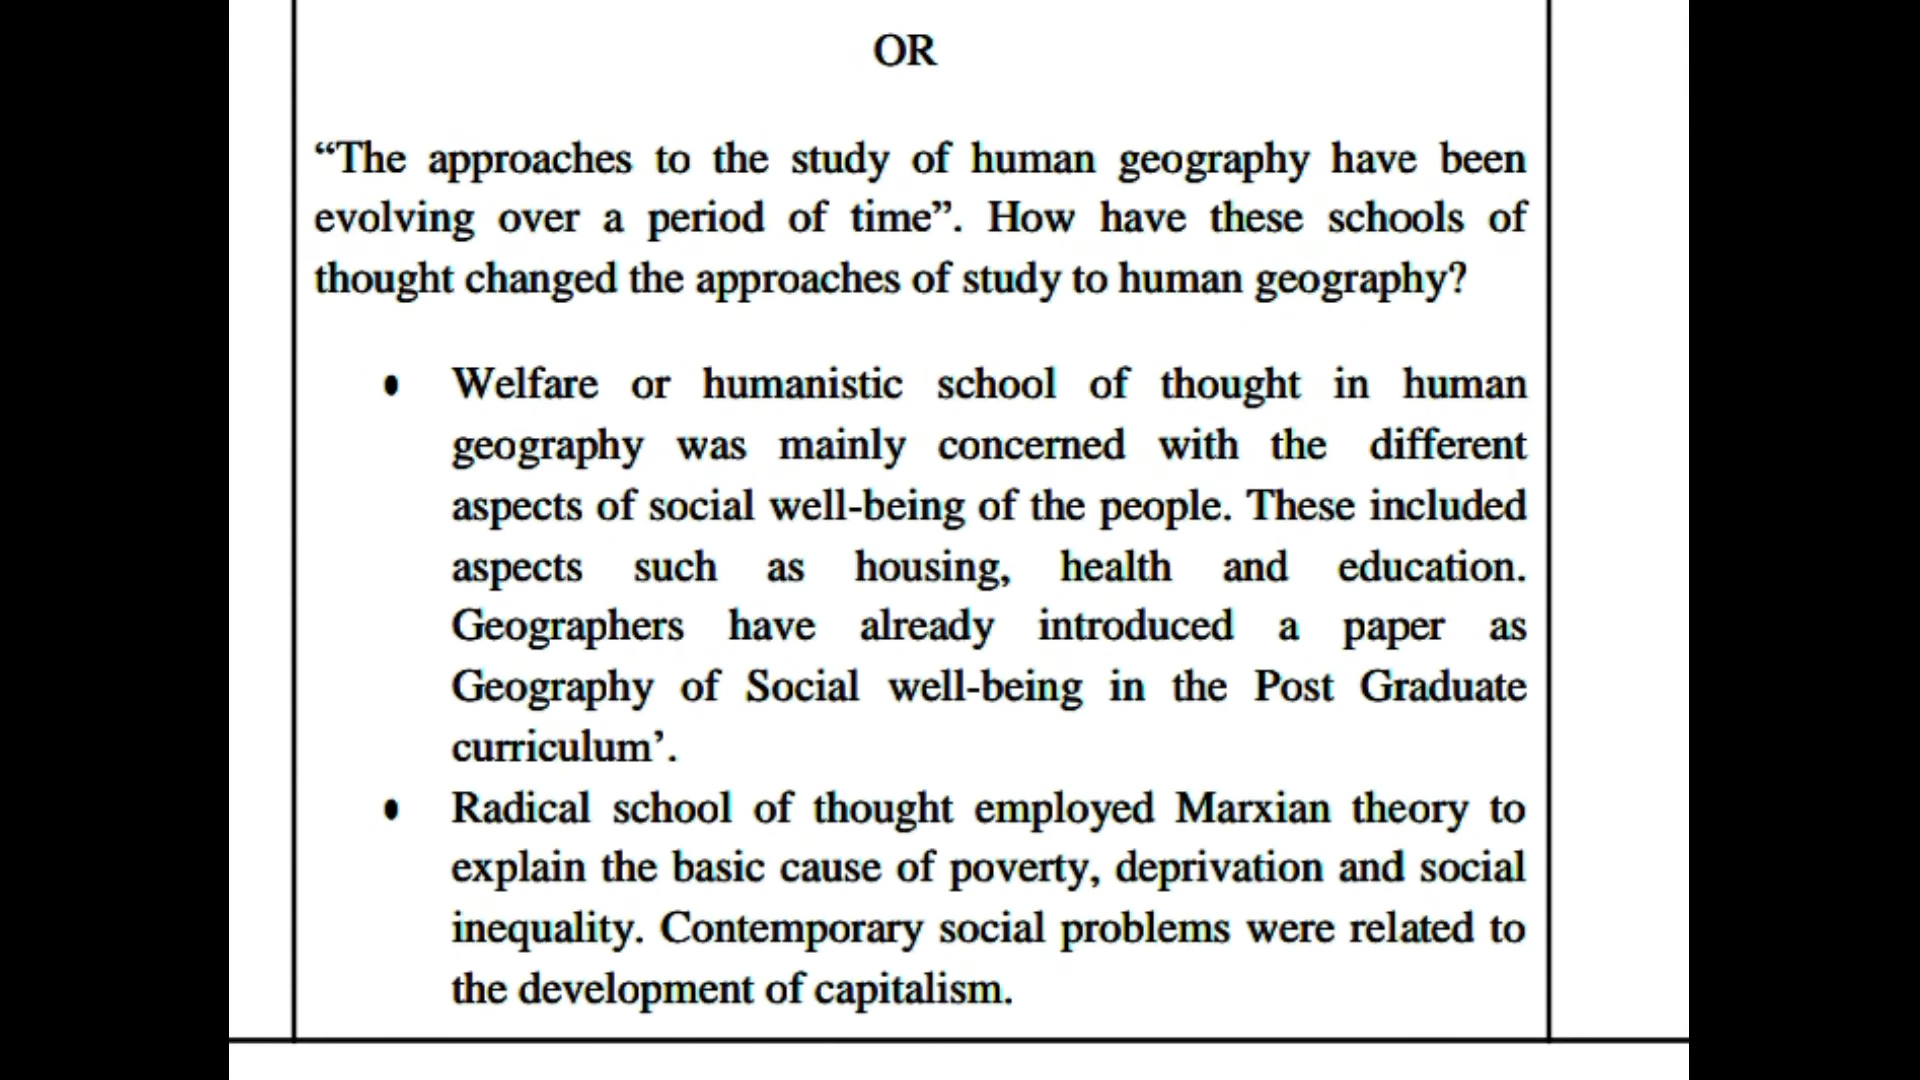 OR
“The approaches to the study of human geography have been
evolving over a period of time”. How have these schools of
thought changed the approaches of study to human geography?
• Welfare or humanistic school of thought in human
geography was mainly concerned with the different
aspects of social well-being of the people. These included
aspects such as housing, health and education.
Geographers have already introduced a paper as
Geography of Social well-being in the Post Graduate
curriculum’.
• Radical school of thought employed Marxian theory to
explain the basic cause of poverty, deprivation and social
inequality. Contemporary social problems were related to
the development of capitalism.